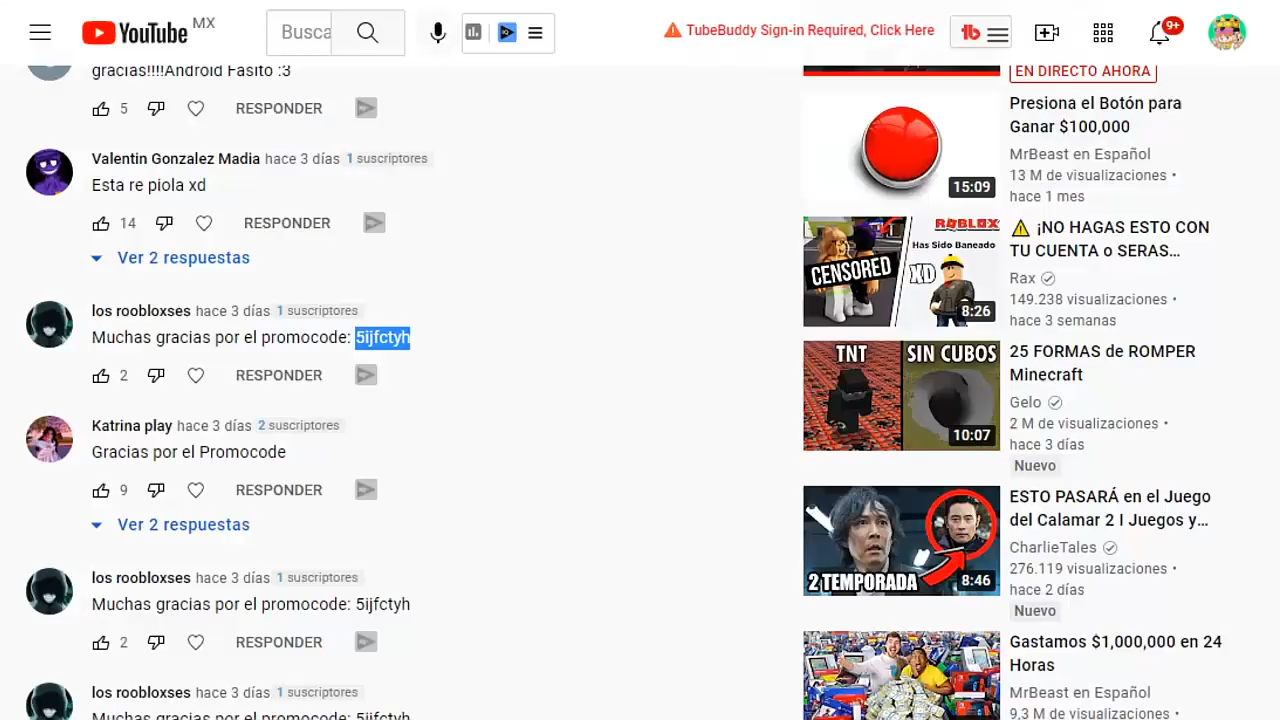 YouTube MX
Busca
TubeBuddy Sign-in Required, Click Here
tb
9+
gracias!!!!Android Fasito :3
5 RESPONDER
Valentin Gonzalez Madia hace 3 días 1 suscriptores
Esta re piola xd
14 RESPONDER
Ver 2 respuestas
los roobloxses hace 3 días 1 suscriptores
Muchas gracias por el promocode: 5ijfctyh
2 RESPONDER
Katrina play hace 3 días 2 suscriptores
Gracias por el Promocode
9 RESPONDER
Ver 2 respuestas
los roobloxses hace 3 días 1 suscriptores
Muchas gracias por el promocode: 5ijfctyh
2 RESPONDER
los roobloxses hace 3 días 1 suscriptores
Muchas gracias por el promocode: 5ijfctyh
EN DIRECTO AHORA
15:09
Presiona el Botón para
Ganar $100,000
MrBeast en Español
13 M de visualizaciones •
hace 1 mes
ROBLOX
Has Sido Baneado
CENSORED
XD
8:26
¡NO HAGAS ESTO CON
TU CUENTA o SERAS...
Rax
149.238 visualizaciones •
hace 3 semanas
TNT SIN CUBOS
10:07
25 FORMAS de ROMPER
Minecraft
Gelo
2 M de visualizaciones •
hace 3 días
Nuevo
2 TEMPORADA
8:46
ESTO PASARÁ en el Juego
del Calamar 2 I Juegos y...
CharlieTales
276.119 visualizaciones •
hace 2 días
Nuevo
Gastamos $1,000,000 en 24
Horas
MrBeast en Español
9,3 M de visualizaciones •